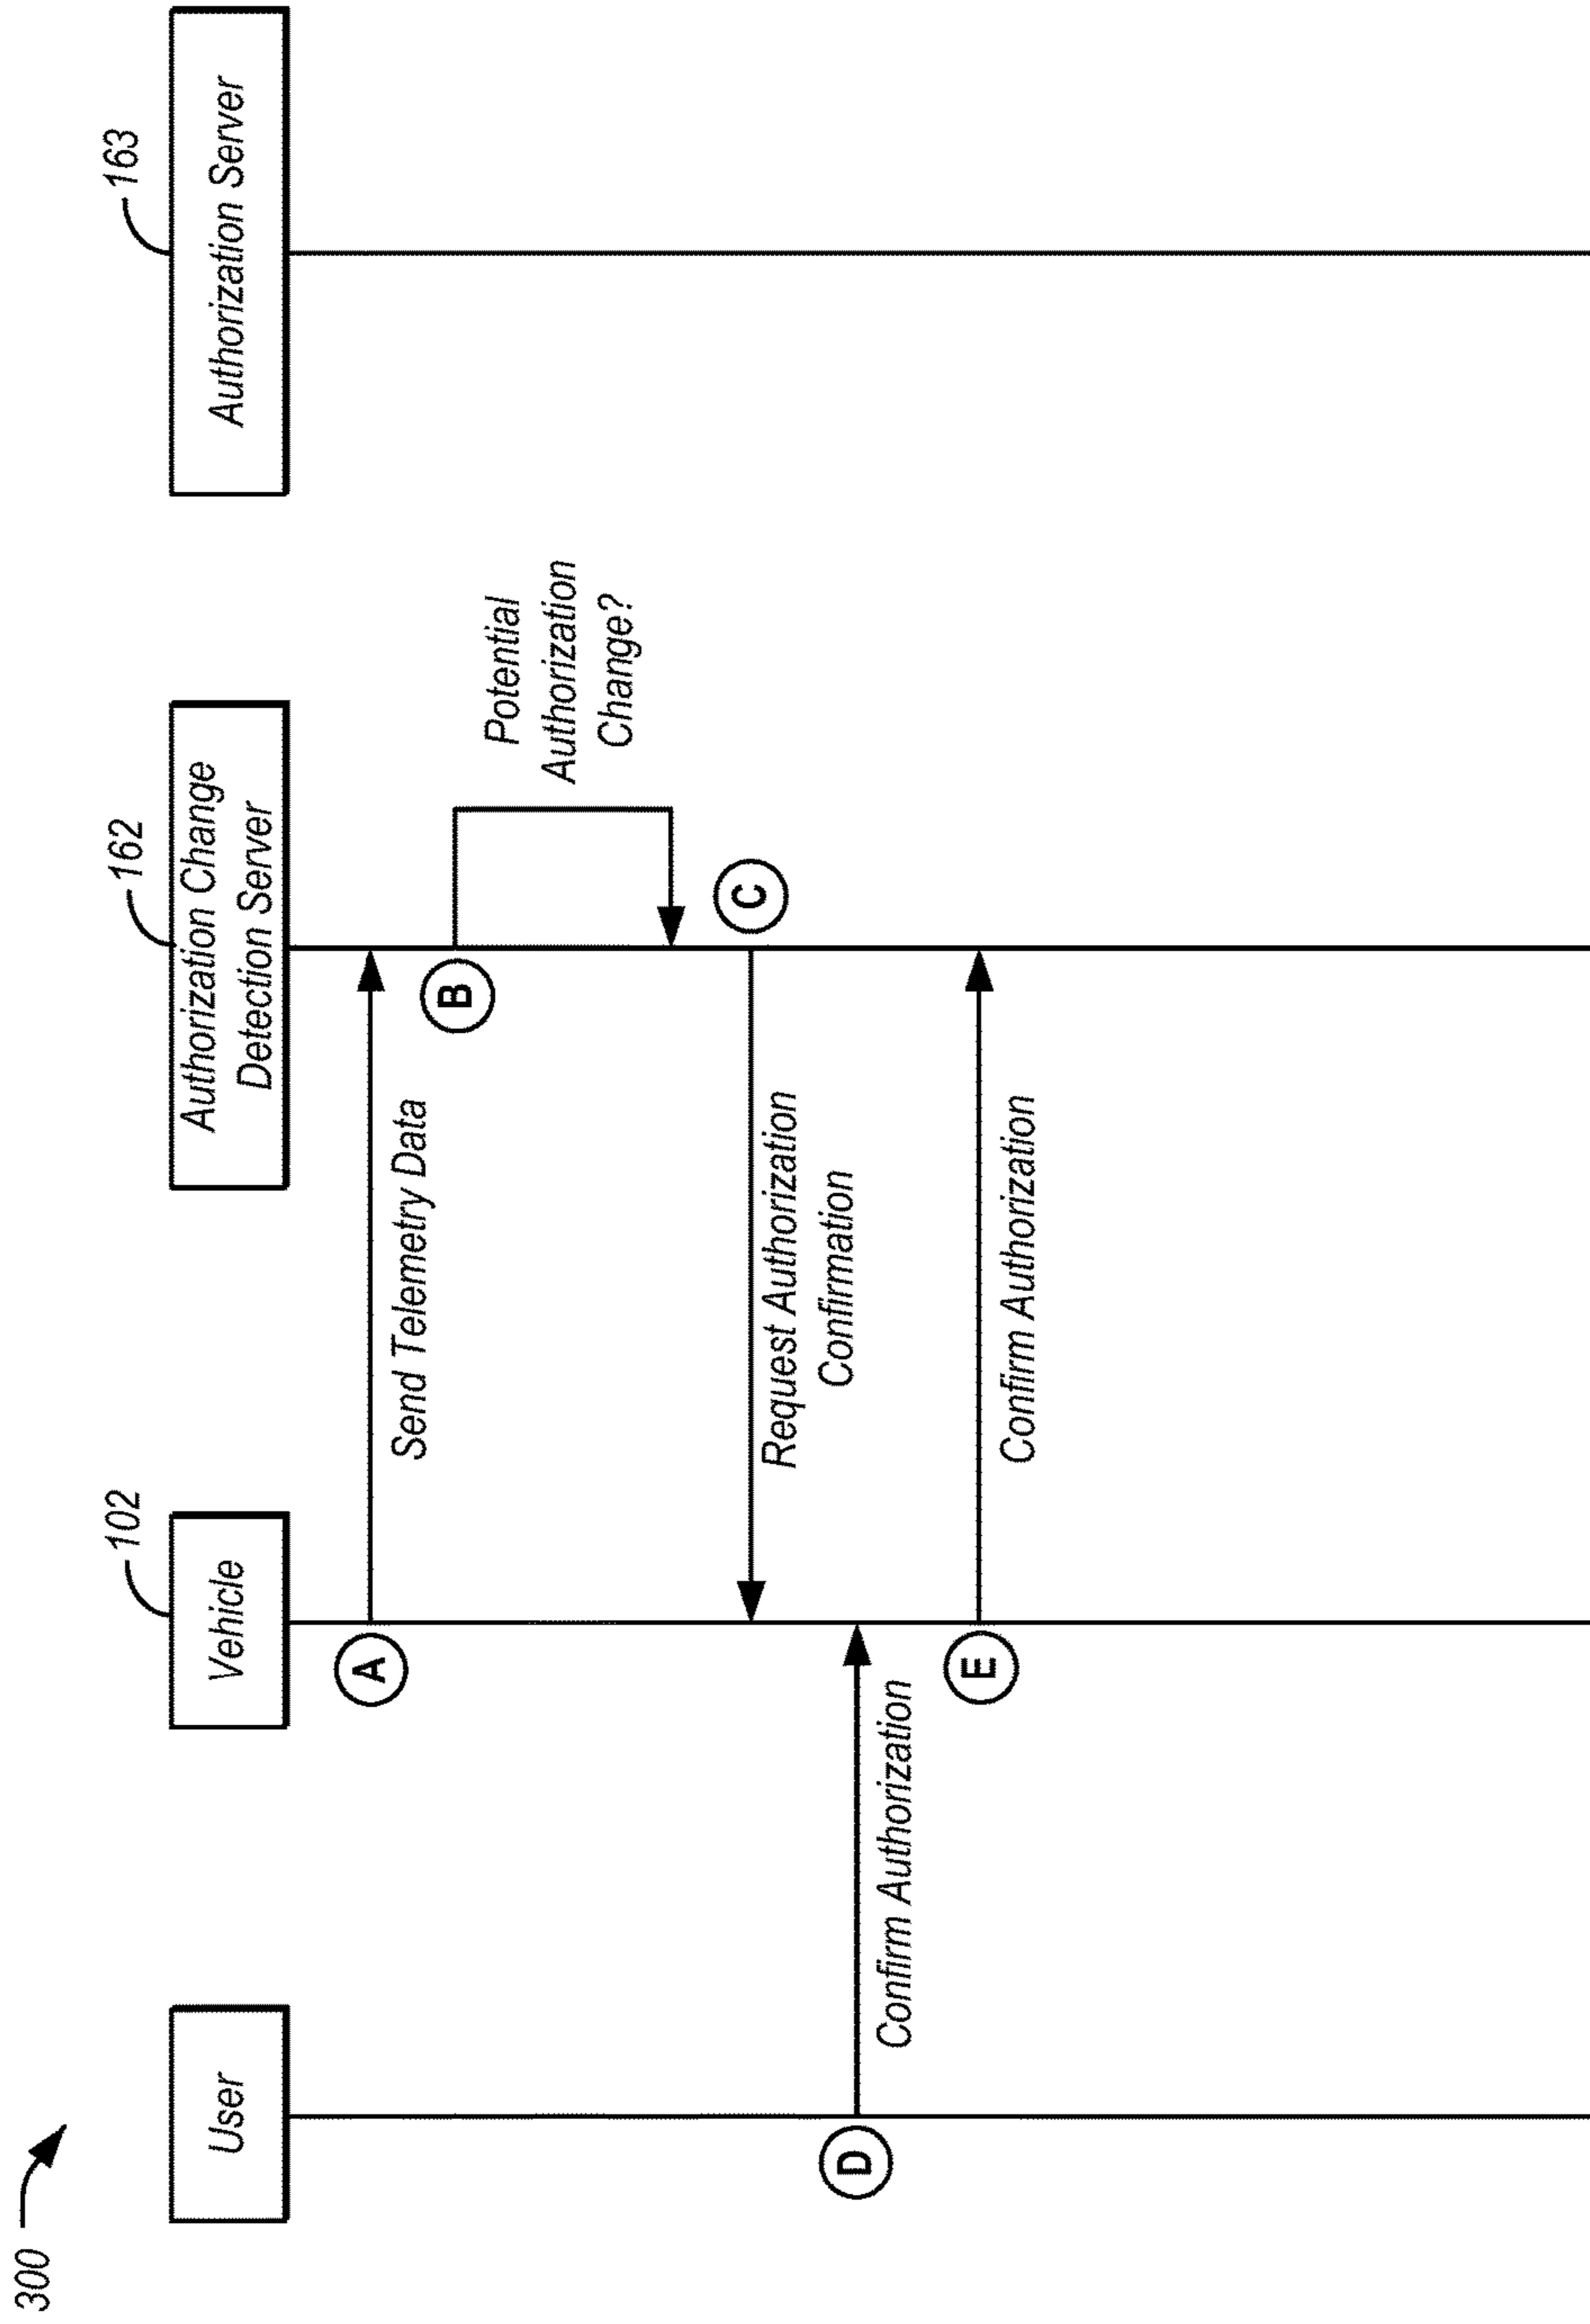 300
User
Vehicle
102
Authorization Change
Detection Server
162
Authorization Server
163
A
Send Telemetry Data
B
Potential
Authorization
Change?
C
Request Authorization
Confirmation
D
Confirm Authorization
E
Confirm Authorization